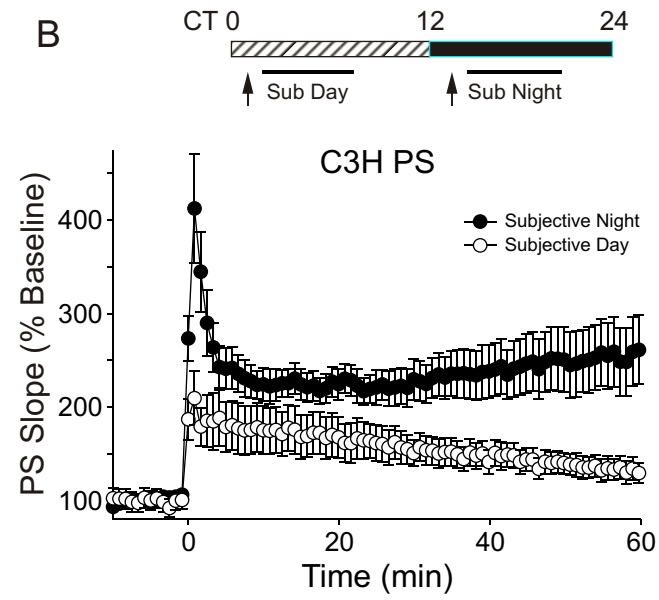 B
CT 0 12 24
Sub Day Sub Night
C3H PS
Subjective Night
Subjective Day
PS Slope (% Baseline)
400
300
200
100
0 20 40 60
Time (min)